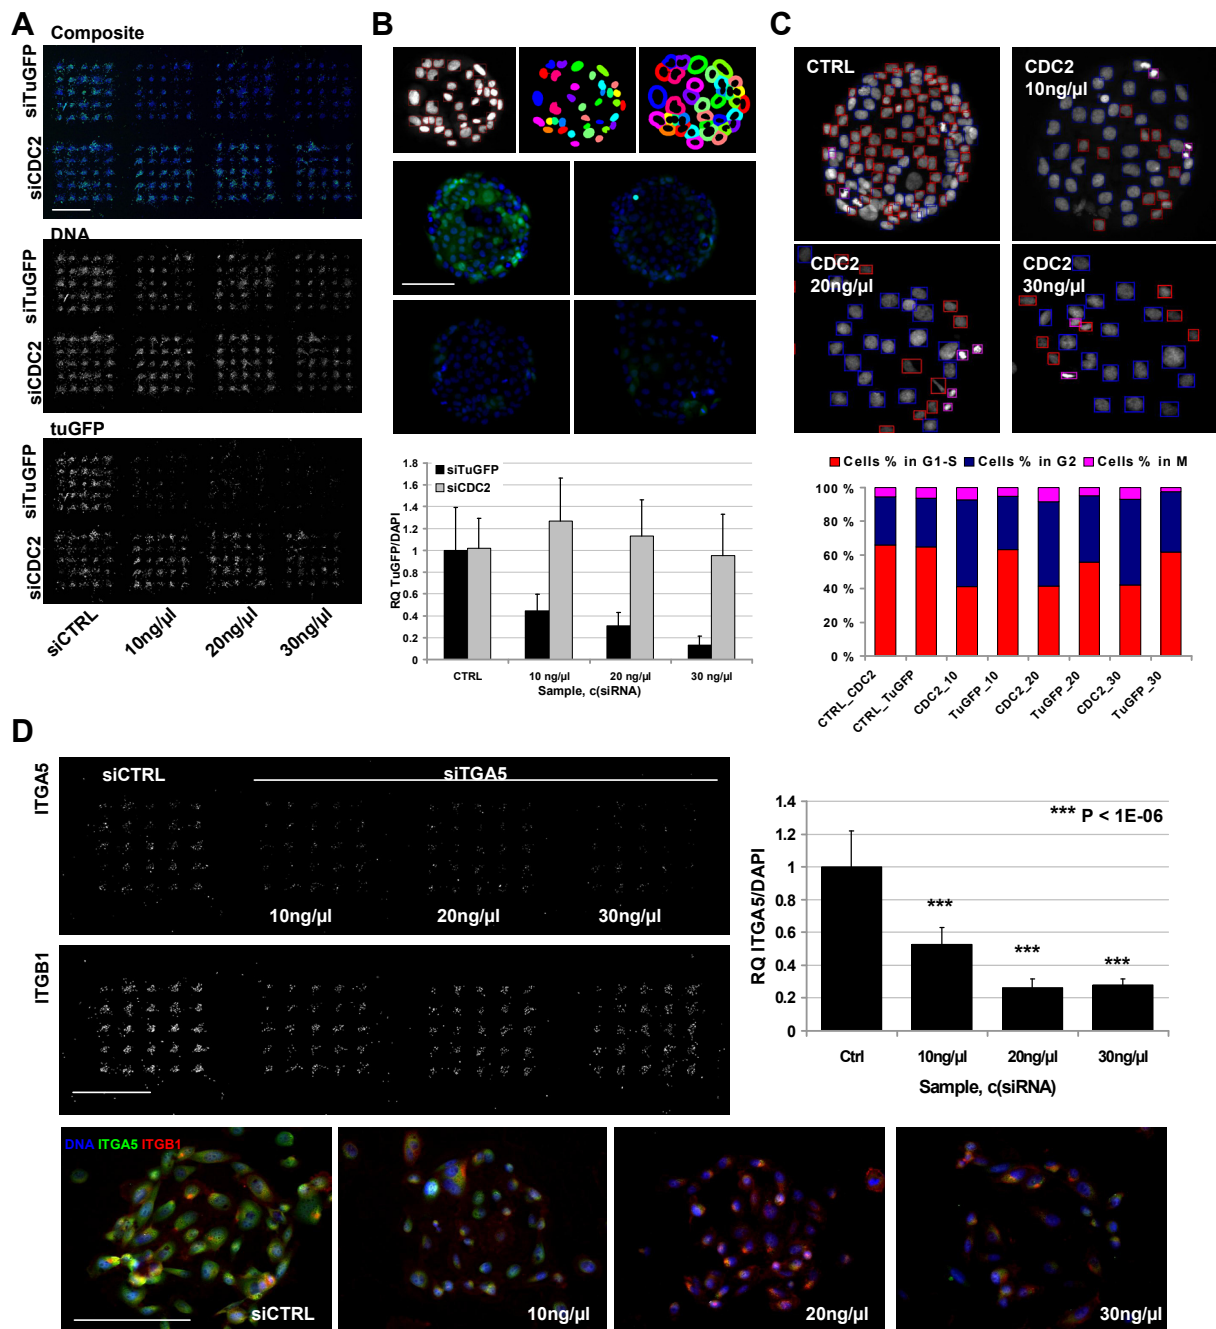 A
Composite
siTuGFP
siCDC2
DNA
siTuGFP
siCDC2
tuGFP
siTuGFP
siCDC2
siCTRL
10ng/µl
20ng/µl
30ng/µl
B
1.8
1.6
1.4
1.2
1
0.8
0.6
0.4
0.2
0
RQ TuGFP/DAPI
siTuGFP
siCDC2
CTRL
10 ng/µl
20 ng/µl
30 ng/µl
Sample, c(siRNA)
C
CTRL
CDC2
10ng/µl
CDC2
20ng/µl
CDC2
30ng/µl
Cells % in G1-S
Cells % in G2
Cells % in M
100 %
80 %
60 %
40 %
20 %
0 %
CTRL_CDC2
CTRL_TuGFP
CDC2_10
TuGFP_10
CDC2_20
TuGFP_20
CDC2_30
TuGFP_30
D
ITGA5
siCTRL
siTGA5
10ng/µl
20ng/µl
30ng/µl
ITGB1
1.4
1.2
1
0.8
0.6
0.4
0.2
0
RQ ITGA5/DAPI
*** P < 1E-06
***
***
***
Ctrl
10ng/µl
20ng/µl
30ng/µl
Sample, c(siRNA)
DNA ITGA5 ITGB1
siCTRL
10ng/µl
20ng/µl
30ng/µl